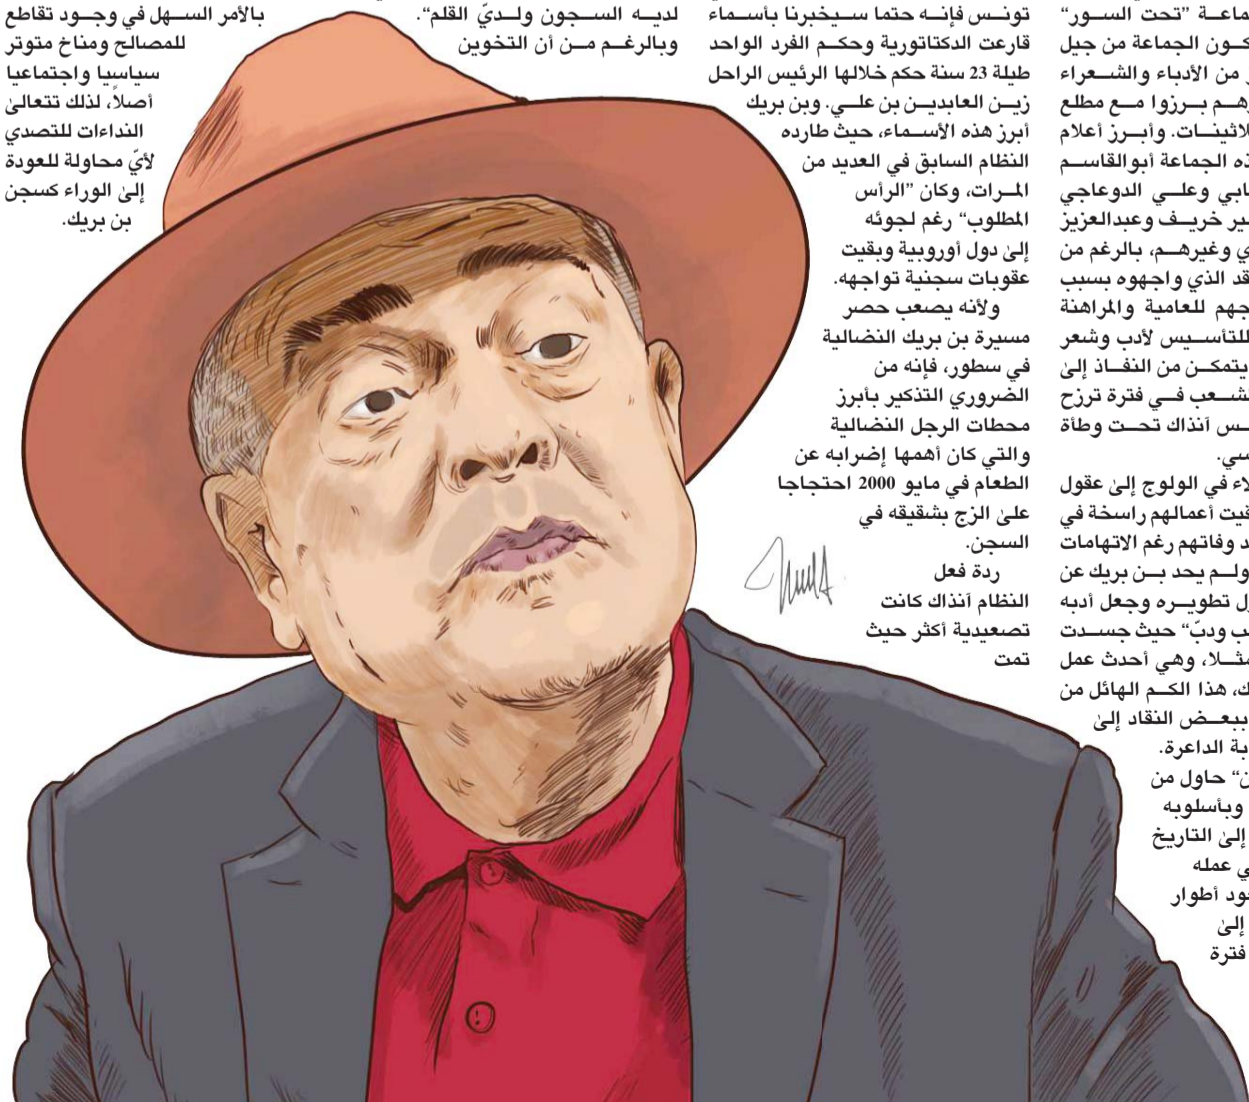 ماعة ”تحت السور“
كون الجماعة من جيل
من الأدباء والشعراء
هم برزوا مع مطلع
لاثينات. وأبرز أعلام
ذه الجماعة أبوالقاسم
ابي وعلي الدوعاجي
ير خريف وعبدالعزيز
ي وغيرهم، بالرغم من
قد الذي واجهوه بسبب
جهم للعامية والمراهنة
للتأسيس لأدب وشعر
يتمكن من النفاذ إلى
شعب في فترة ترزح
س آنذاك تحت وطأة
سي.
لاء في الولوج إلى عقول
قيت أعمالهم راسخة في
د وفاتهم رغم الاتهامات
ولم يحد بن بريك عن
ول تطويره وجعل أدبه
ب ودبّ“ حيث جسدت
مثلا، وهي أحدث عمل
ك، هذا الكم الهائل من
ببعض النقاد إلى
بة الداعرة.
ن“ حاول من
وبأسلوبه
إلى التاريخ
ي عمله
ود أطوار
إلى
فترة
تونس فإنه حتما سيخبرنا بأسماء
قارعت الدكتاتورية وحكم الفرد الواحد
طيلة 23 سنة حكم خلالها الرئيس الراحل
زين العابدين بن علي. وبن بريك
أبرز هذه الأسماء، حيث طارده
النظام السابق في العديد من
المرات، وكان ”الرأس
المطلوب“ رغم لجوئه
إلى دول أوروبية وبقيت
عقوبات سجنية تواجهه.
ولأنه يصعب حصر
مسيرة بن بريك النضالية
في سطور، فإنه من
الضروري التذكير بأبرز
محطات الرجل النضالية
والتي كان أهمها إضرابه عن
الطعام في مايو 2000 احتجاجا
على الزج بشقيقه في
السجن.
ردة فعل
النظام آنذاك كانت
تصعيدية أكثر حيث
تمت
لديه السجون ولديّ القلم“.
وبالرغم من أن التخوين
بالأمر السهل في وجود تقاطع
للمصالح ومناخ متوتر
سياسيا واجتماعيا
أصلا، لذلك تتعالى
النداءات للتصدي
لأيّ محاولة للعودة
إلى الوراء كسجن
بن بريك.